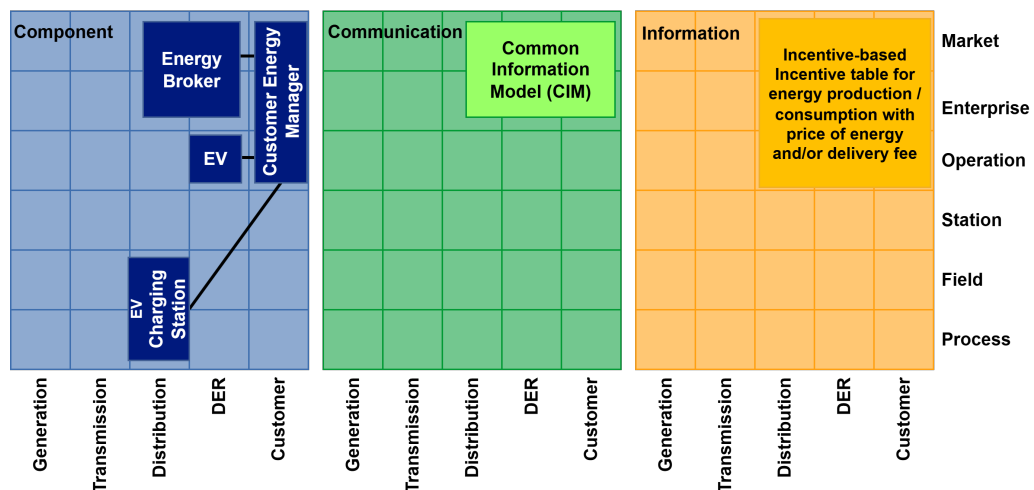 Component
Energy
Broker
Customer Energy
Manager
EV
EV
Charging
Station
Communication
Common
Information
Model (CIM)
Information
Incentive-based
Incentive table for
energy production /
consumption with
price of energy
and/or delivery fee
Market
Enterprise
Operation
Station
Field
Process
Generation
Transmission
Distribution
DER
Customer
Generation
Transmission
Distribution
DER
Customer
Generation
Transmission
Distribution
DER
Customer